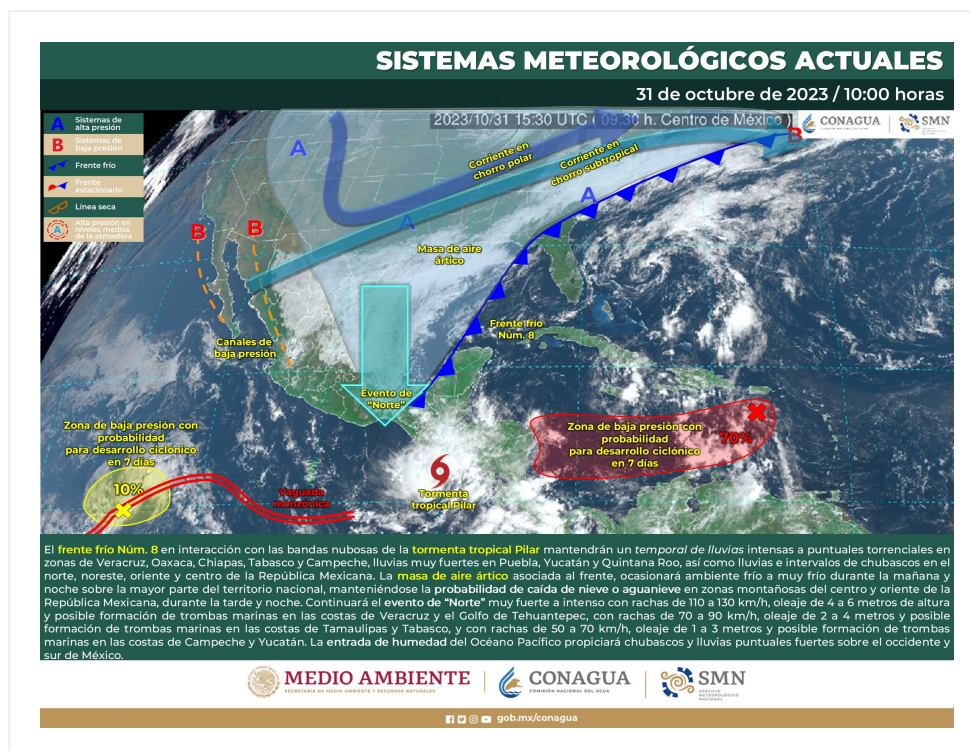 SISTEMAS METEOROLÓGICOS ACTUALES
31 de octubre de 2023 / 10:00 horas
2023/10/31 15:30 UTC ( 09:30 h. Centro de México )
CONAGUA
COMISIÓN NACIONAL DEL AGUA
SMN
A
Sistemas de
alta presión
B
Sistemas de
baja presión
Frente frío
Frente
estacionario
Línea seca
A
Alta presión en
niveles medios
de la atmosfera
A
Corriente en
chorro polar
Corriente en
chorro subtropical
B
A
A
B
B
Masa de aire
ártico
Frente frío
Núm. 8
Canales de
baja presión
Evento de
"Norte"
Zona de baja presión con
probabilidad
para desarrollo ciclónico
en 7 días
10%
Zona de baja presión con
probabilidad
para desarrollo ciclónico
en 7 días
70%
Vaguada
monzónica
Tormenta
tropical Pilar
El frente frío Núm. 8 en interacción con las bandas nubosas de la tormenta tropical Pilar mantendrán un temporal de lluvias intensas a puntuales torrenciales en
zonas de Veracruz, Oaxaca, Chiapas, Tabasco y Campeche, lluvias muy fuertes en Puebla, Yucatán y Quintana Roo, así como lluvias e intervalos de chubascos en el
norte, noreste, oriente y centro de la República Mexicana. La masa de aire ártico asociada al frente, ocasionará ambiente frío a muy frío durante la mañana y
noche sobre la mayor parte del territorio nacional, manteniéndose la probabilidad de caída de nieve o aguanieve en zonas montañosas del centro y oriente de la
República Mexicana, durante la tarde y noche. Continuará el evento de "Norte" muy fuerte a intenso con rachas de 110 a 130 km/h, oleaje de 4 a 6 metros de altura
y posible formación de trombas marinas en las costas de Veracruz y el Golfo de Tehuantepec, con rachas de 70 a 90 km/h, oleaje de 2 a 4 metros y posible
formación de trombas marinas en las costas de Tamaulipas y Tabasco, y con rachas de 50 a 70 km/h, oleaje de 1 a 3 metros y posible formación de trombas
marinas en las costas de Campeche y Yucatán. La entrada de humedad del Océano Pacífico propiciará chubascos y lluvias puntuales fuertes sobre el occidente y
sur de México.
MEDIO AMBIENTE
SECRETARÍA DE MEDIO AMBIENTE Y RECURSOS NATURALES
CONAGUA
COMISIÓN NACIONAL DEL AGUA
SMN
SERVICIO
METEOROLÓGICO
NACIONAL
gob.mx/conagua